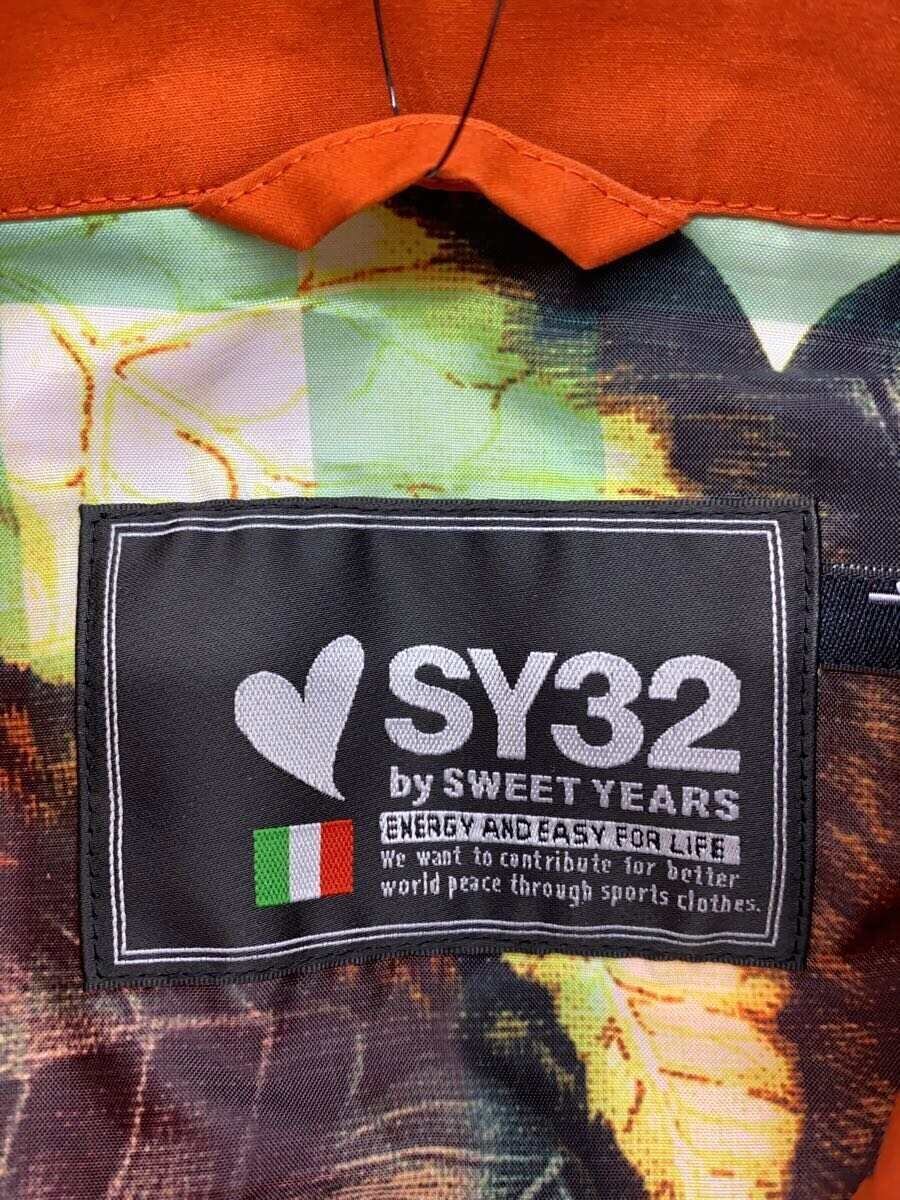 SY32
by SWEET YEARS
ENERGY AND EASY FOR LIFE
We want to contribute for better
world peace through sports clothes.